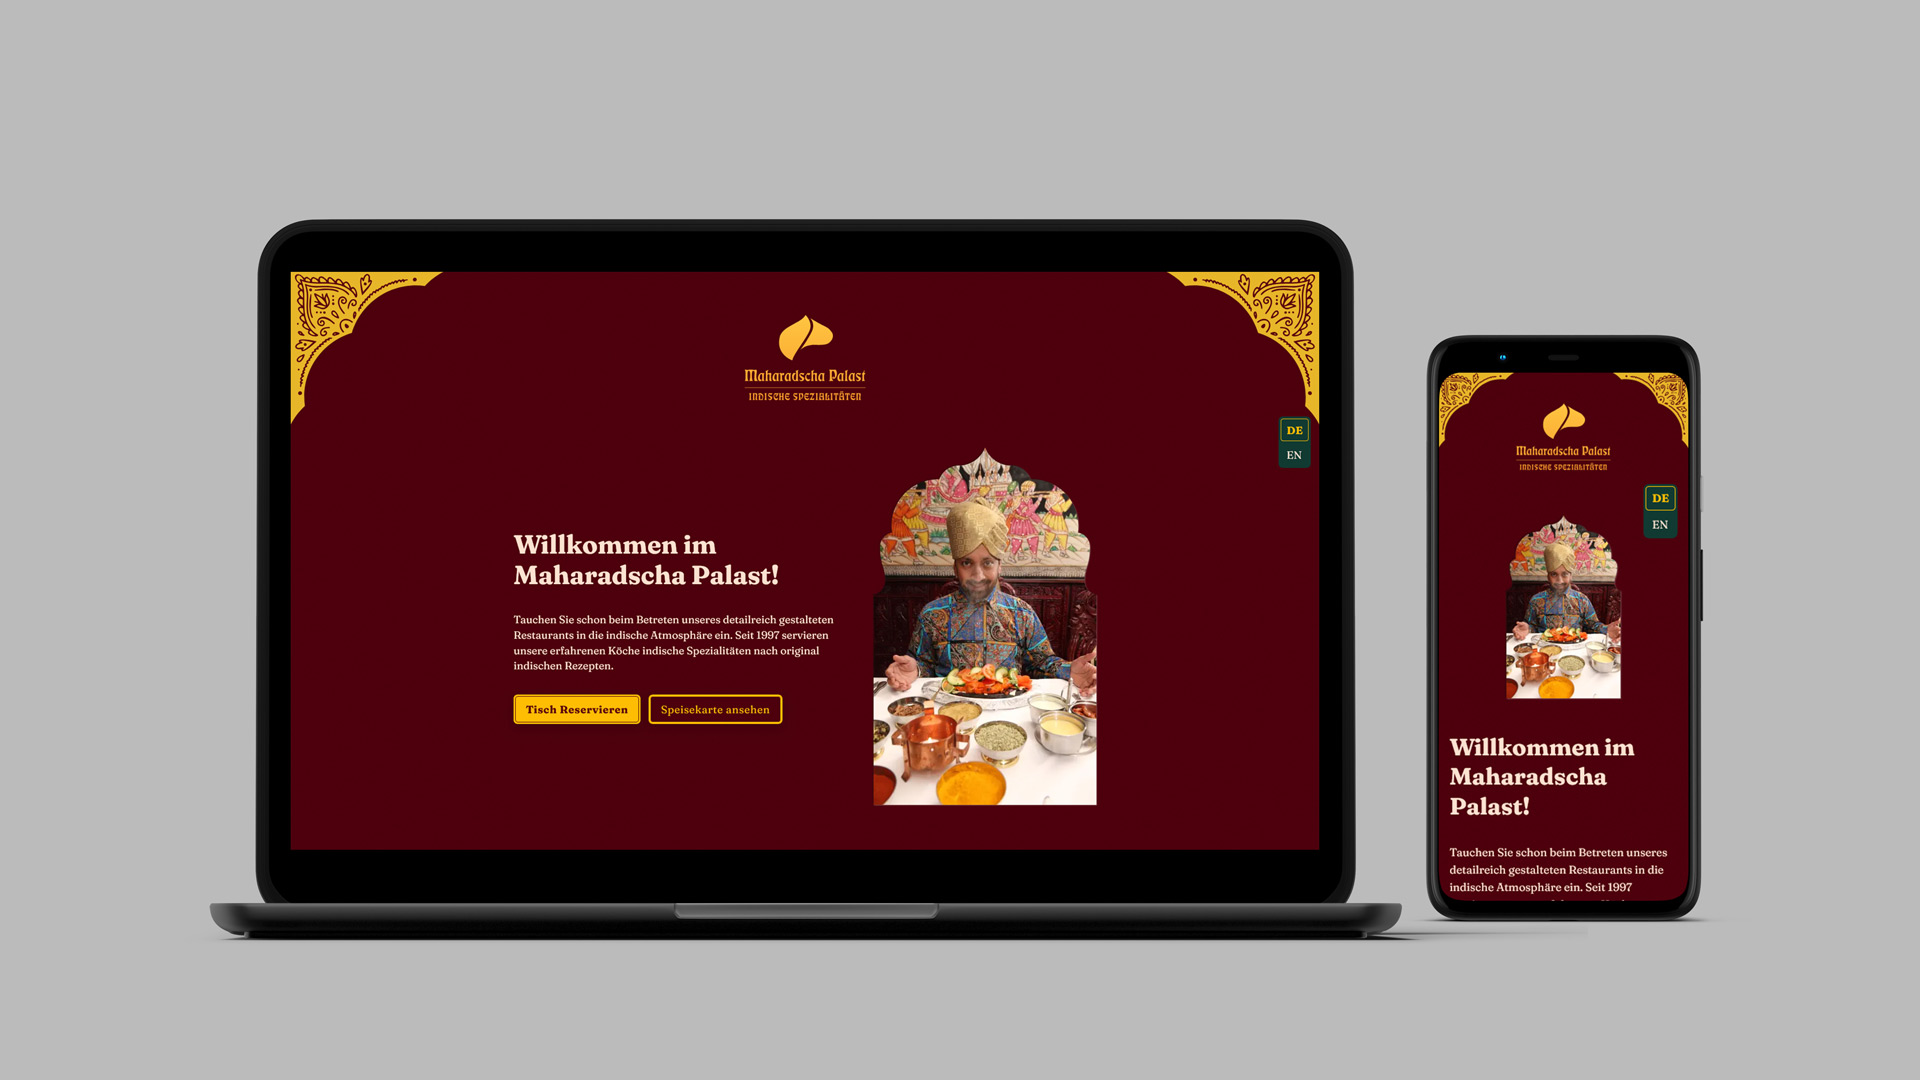 Maharadscha Palast
INDISCHE SPEZIALITÄTEN
DE
EN
Willkommen im
Maharadscha Palast!
Tauchen Sie schon beim Betreten unseres detailreich gestalteten
Restaurants in die indische Atmosphäre ein. Seit 1997 servieren
unsere erfahrenen Köche indische Spezialitäten nach original
indischen Rezepten.
Tisch Reservieren
Speisekarte ansehen
Maharadscha Palast
INDISCHE SPEZIALITÄTEN
DE
EN
Willkommen im
Maharadscha
Palast!
Tauchen Sie schon beim Betreten unseres
detailreich gestalteten Restaurants in die
indische Atmosphäre ein. Seit 1997